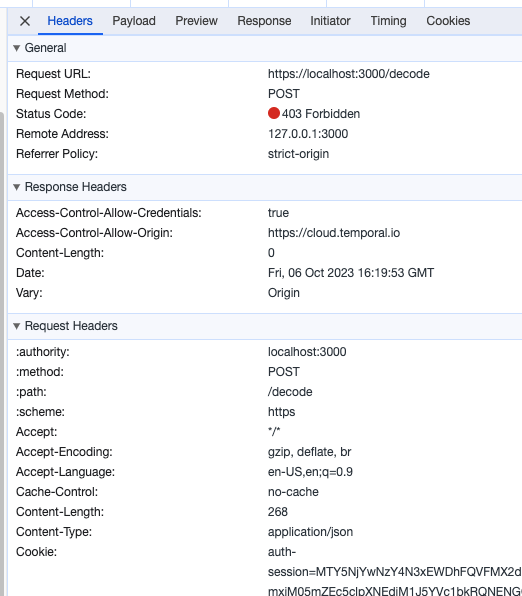 Headers Payload Preview Response Initiator Timing Cookies
General
Request URL: https://localhost:3000/decode
Request Method: POST
Status Code: 403 Forbidden
Remote Address: 127.0.0.1:3000
Referrer Policy: strict-origin
Response Headers
Access-Control-Allow-Credentials: true
Access-Control-Allow-Origin: https://cloud.temporal.io
Content-Length: 0
Date: Fri, 06 Oct 2023 16:19:53 GMT
Vary: Origin
Request Headers
:authority: localhost:3000
:method: POST
:path: /decode
:scheme: https
Accept: */*
Accept-Encoding: gzip, deflate, br
Accept-Language: en-US,en;q=0.9
Cache-Control: no-cache
Content-Length: 268
Content-Type: application/json
Cookie: auth-
session=MTY5NjYwNzY4N3xEWDhFQVFMX2d